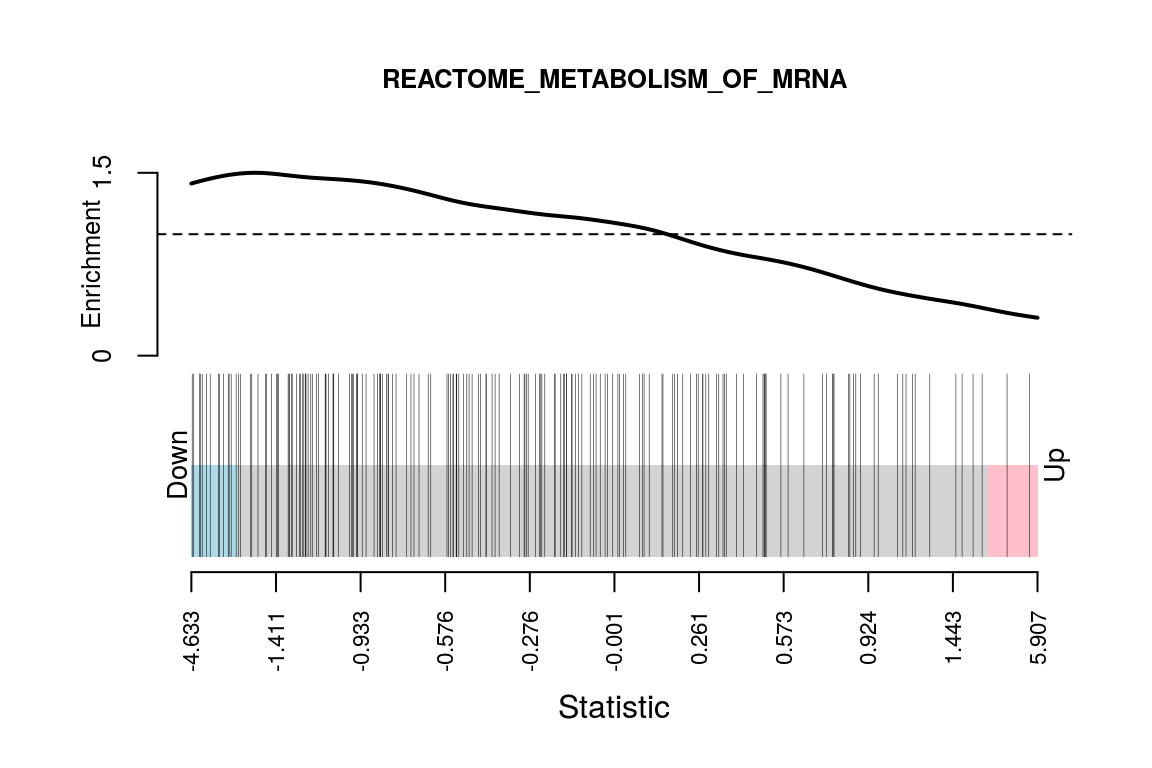 REACTOME_METABOLISM_OF_MRNA
Enrichment
1.5
0
Down
Up
-4.633
-1.411
-0.933
-0.576
-0.276
-0.001
0.261
0.573
0.924
1.443
5.907
Statistic